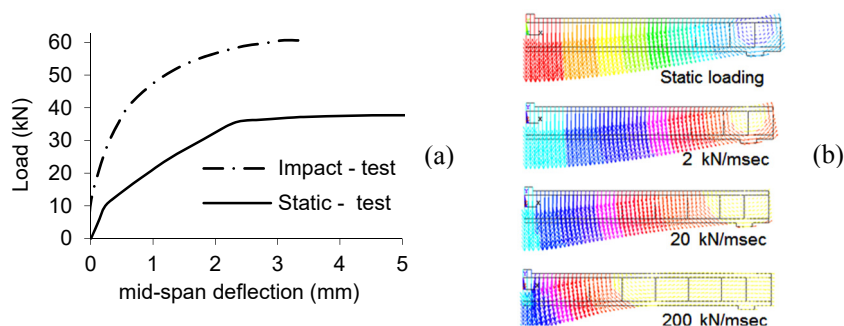 60
50
40
30
20
10
0
Load (kN)
0 1 2 3 4 5
mid-span deflection (mm)
Impact - test
Static - test
(a)
Static loading
x
2 kN/msec
x
20 kN/msec
x
200 kN/msec
(b)